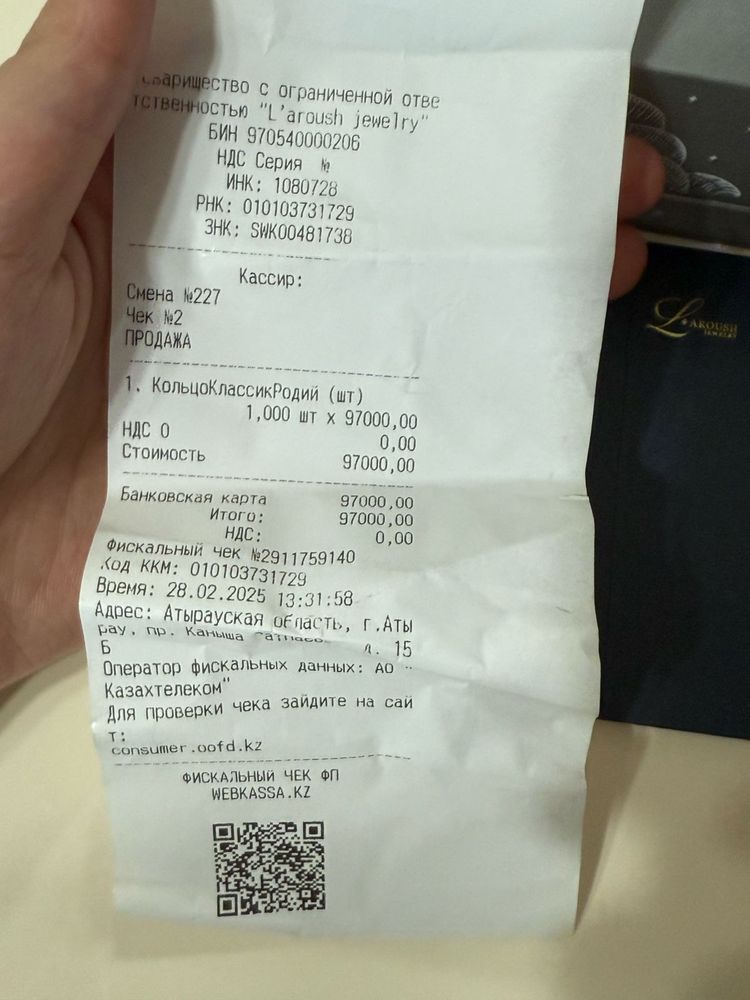 оварищество с ограниченной отве
тственностью "L'aroush jewelry"
БИН 970540000206
НДС Серия №
ИНК: 1080728
РНК: 010103731729
ЗНК: SWK00481738
Кассир:
Смена №227
Чек №2
ПРОДАЖА
1. КольцоКлассикРодий (шт)
1,000 шт x 97000,00
НДС 0 0,00
Стоимость 97000,00
Банковская карта 97000,00
Итого: 97000,00
НДС: 0,00
Фискальный чек №2911759140
Код ККМ: 010103731729
Время: 28.02.2025 13:31:58
Адрес: Атырауская область, г.Аты
рау, пр. Каныша д. 15
Б
Оператор фискальных данных: АО "
Казахтелеком"
Для проверки чека зайдите на сай
т:
consumer.oofd.kz
ФИСКАЛЬНЫЙ ЧЕК ФП
WEBKASSA.KZ
L'AROUSH
JEWELRY